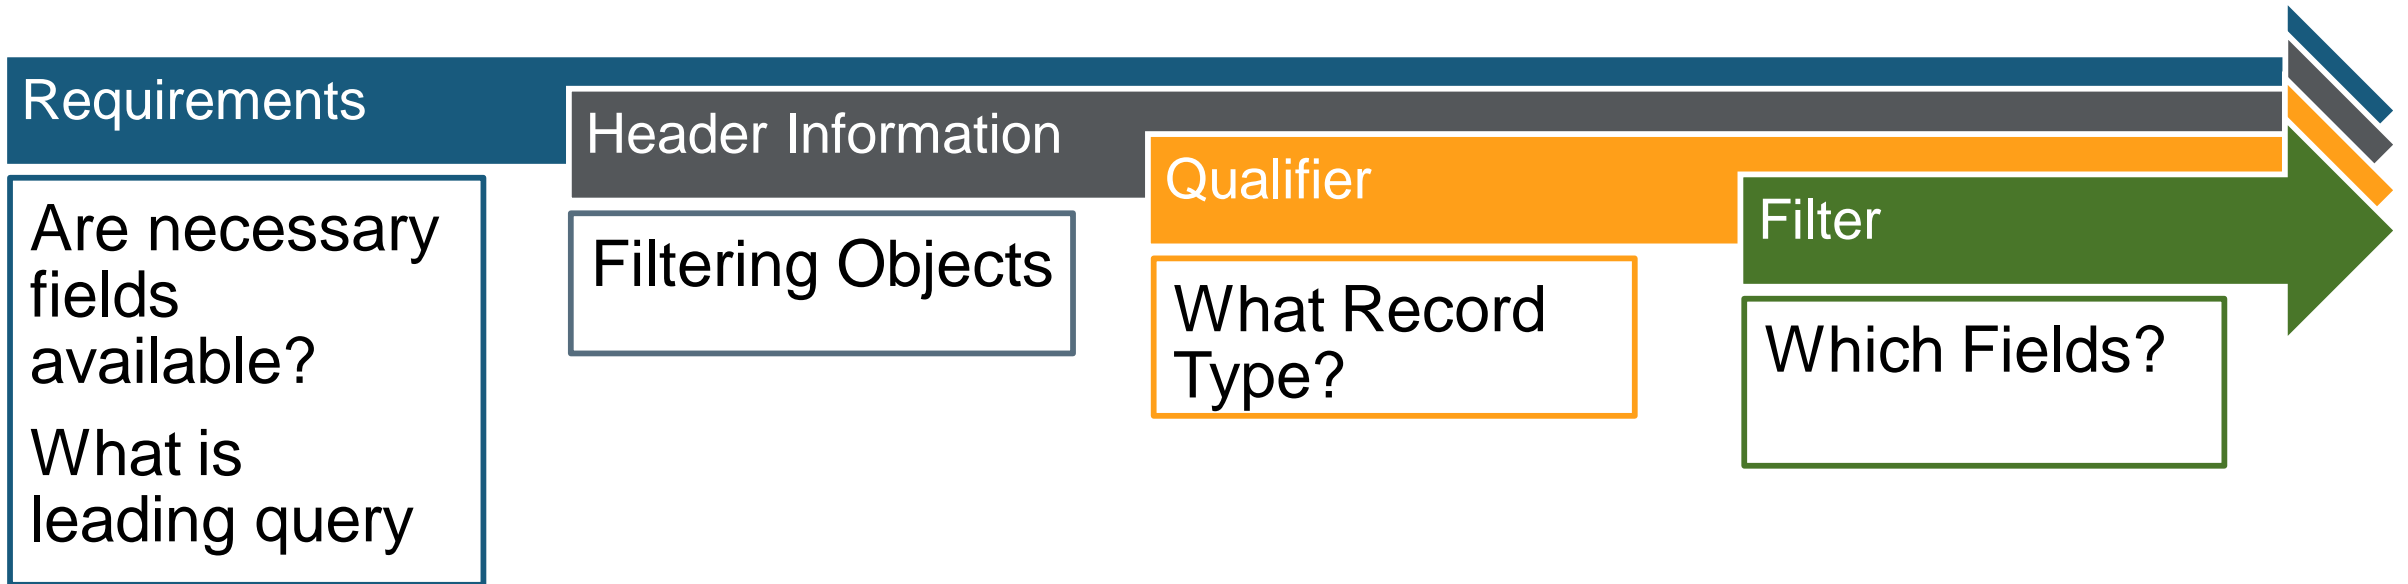 Requirements
Are necessary
fields
available?
What is
leading query
Header Information
Filtering Objects
Qualifier
What Record
Type?
Filter
Which Fields?